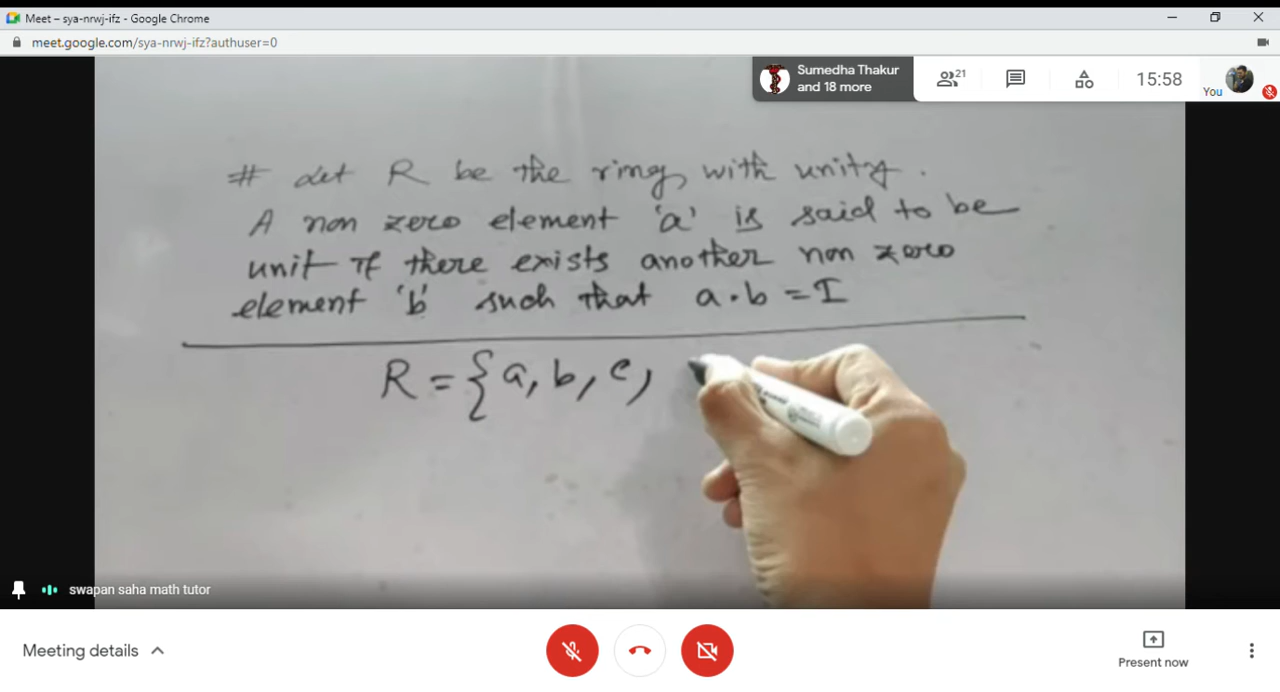 Meet – sya-nrwj-ifz - Google Chrome
meet.google.com/sya-nrwj-ifz?authuser=0
Sumedha Thakur
and 18 more
21
15:58
You
# Let R be the ring with unity.
A non zero element 'a' is said to be
unit if there exists another non zero
element 'b' such that a·b = I
R = {a, b, c,
swapan saha math tutor
Meeting details
Present now